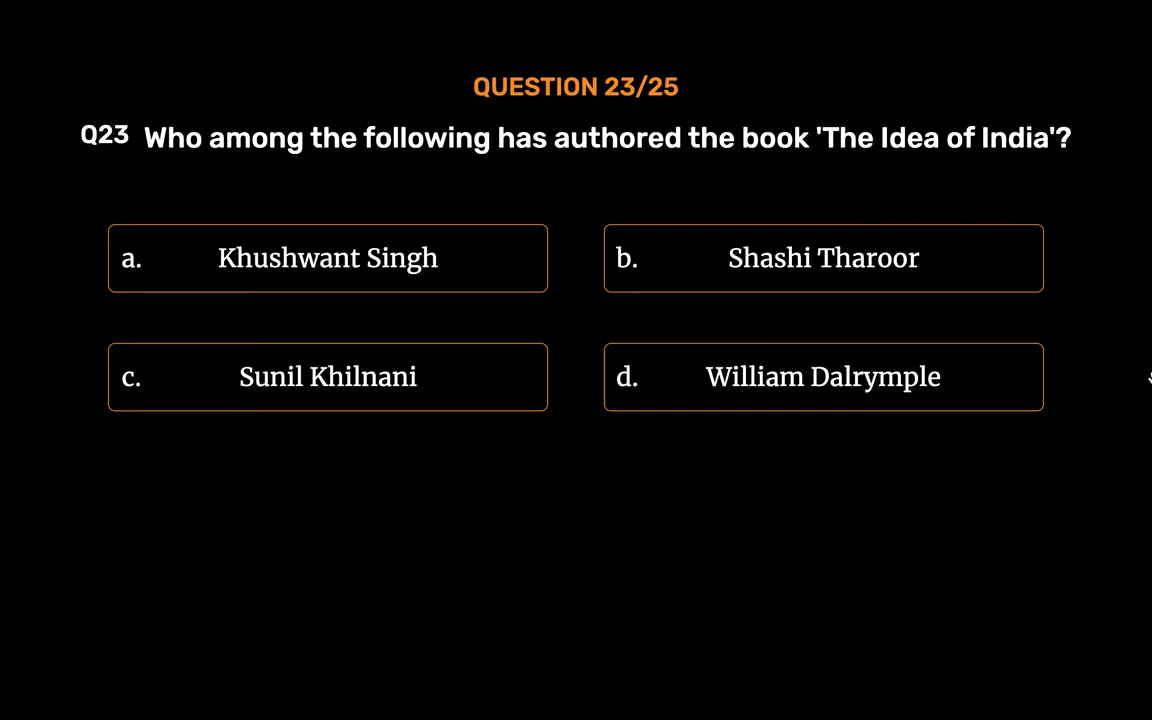 QUESTION 23/25
Q23 Who among the following has authored the book 'The Idea of India'?
a. Khushwant Singh
b. Shashi Tharoor
c. Sunil Khilnani
d. William Dalrymple